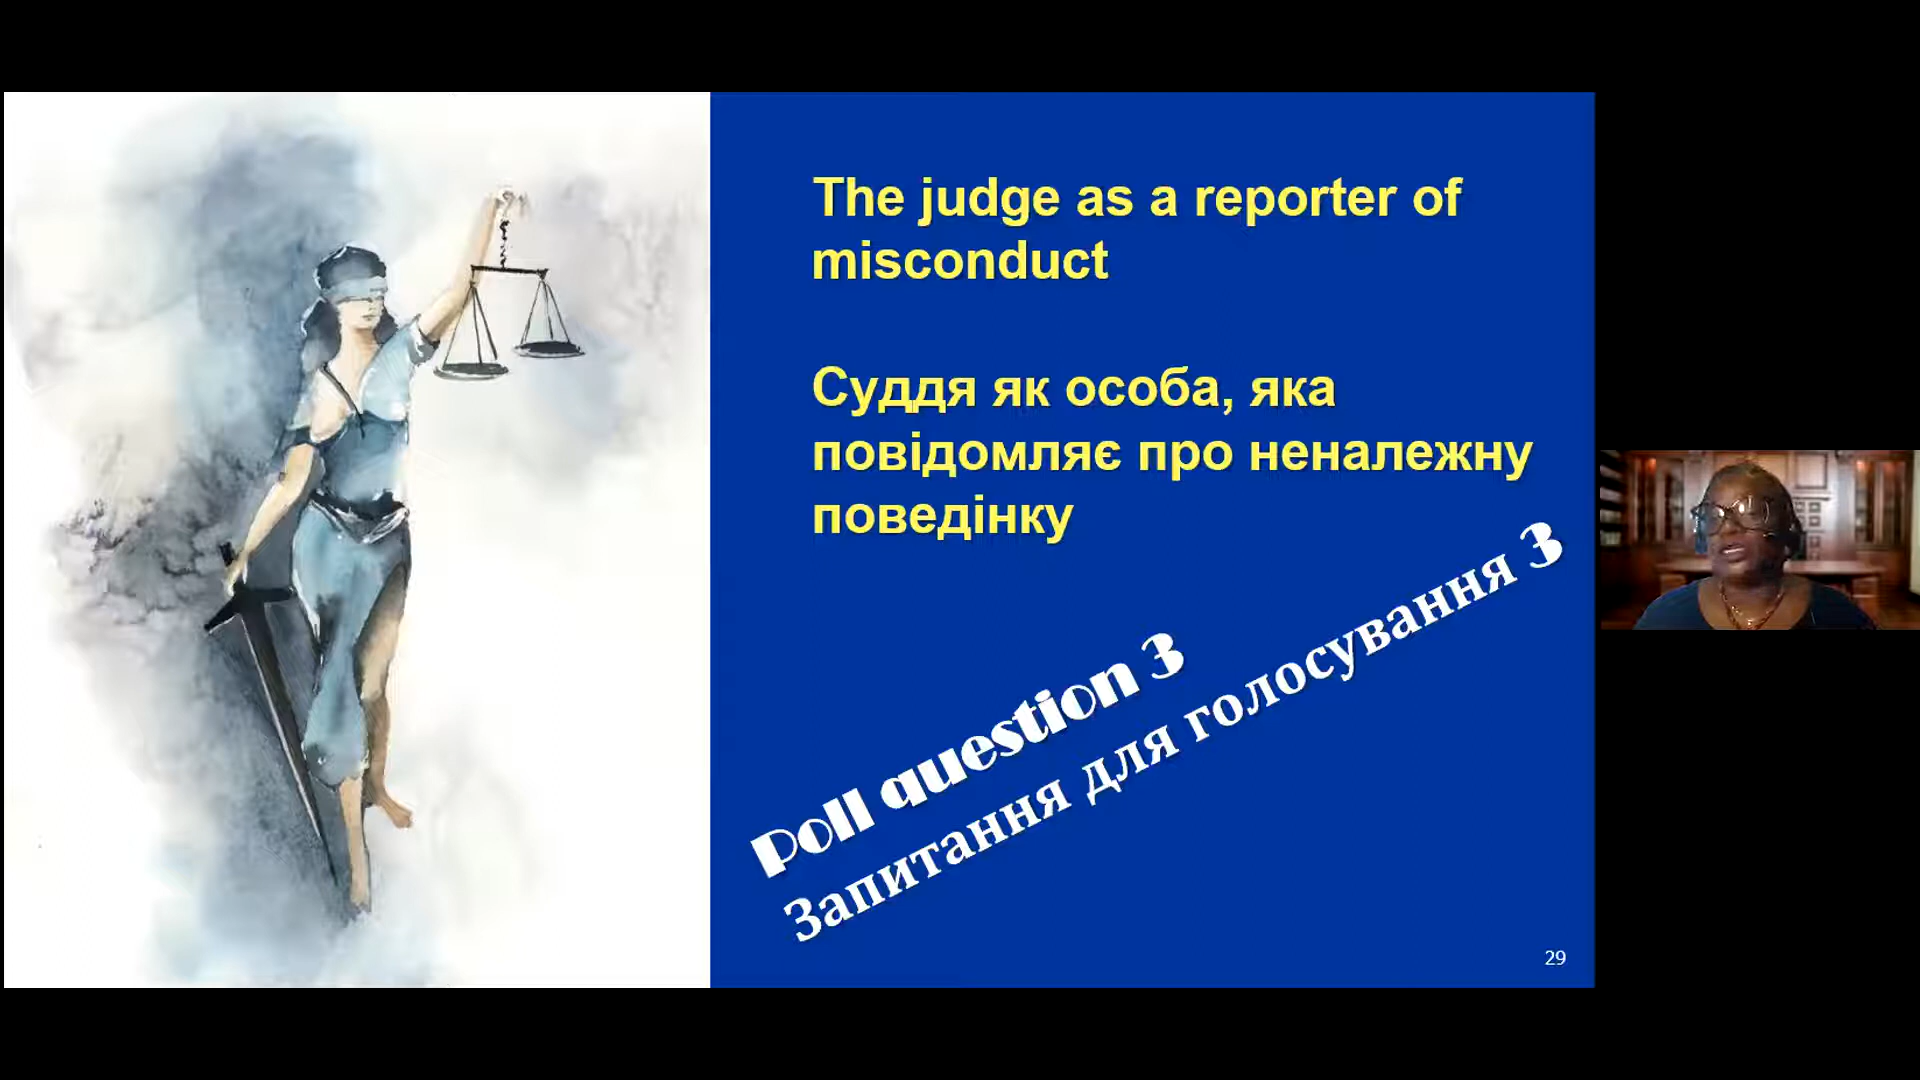 The judge as a reporter of
misconduct
Суддя як особа, яка
повідомляє про неналежну
поведінку
Poll question 3
Запитання для голосування 3
29